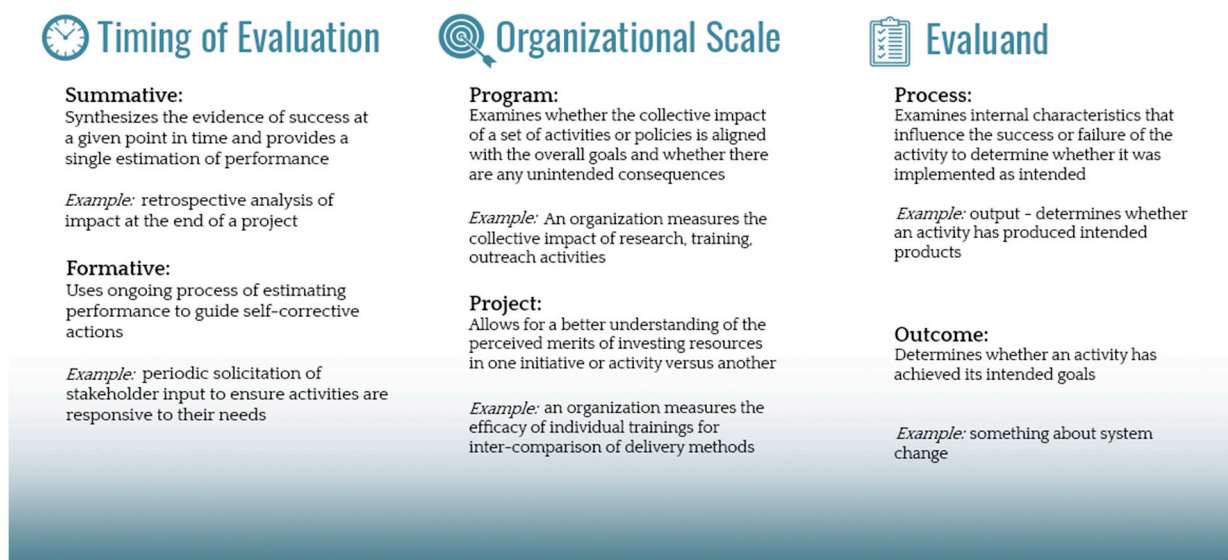 Timing of Evaluation
Summative:
Synthesizes the evidence of success at
a given point in time and provides a
single estimation of performance
Example: retrospective analysis of
impact at the end of a project
Formative:
Uses ongoing process of estimating
performance to guide self-corrective
actions
Example: periodic solicitation of
stakeholder input to ensure activities are
responsive to their needs
Organizational Scale
Program:
Examines whether the collective impact
of a set of activities or policies is aligned
with the overall goals and whether there
are any unintended consequences
Example: An organization measures the
collective impact of research, training,
outreach activities
Project:
Allows for a better understanding of the
perceived merits of investing resources
in one initiative or activity versus another
Example: an organization measures the
efficacy of individual trainings for
inter-comparison of delivery methods
Evaluand
Process:
Examines internal characteristics that
influence the success or failure of the
activity to determine whether it was
implemented as intended
Example: output - determines whether
an activity has produced intended
products
Outcome:
Determines whether an activity has
achieved its intended goals
Example: something about system
change